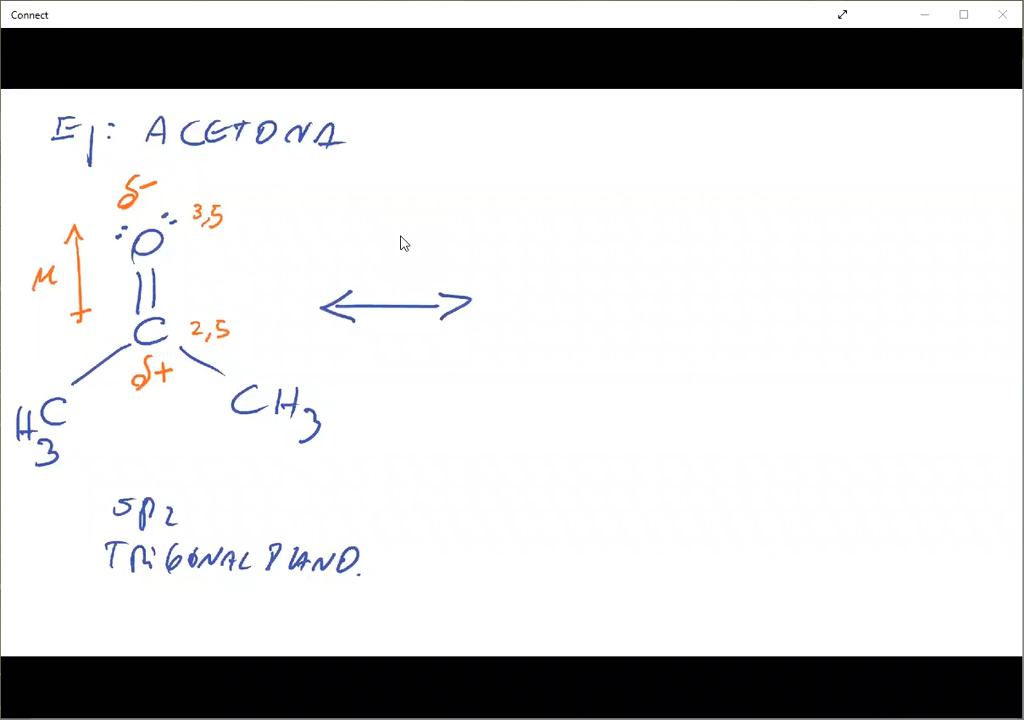 Connect
Ej: ACETONA
δ-
:O: 3,5
μ
C 2,5
δ+
H3C CH3
sp2
TRiGONAL PLANO.